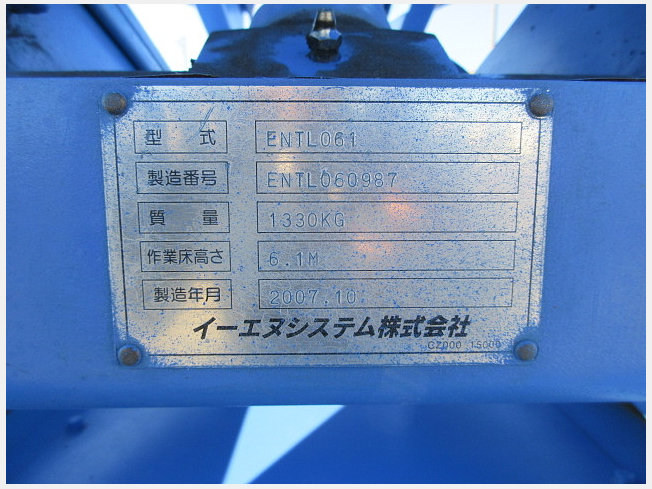 型式 ENTL061
製造番号 ENTL060987
質量 1330KG
作業床高さ 6.1M
製造年月 2007.10
イーエヌシステム株式会社